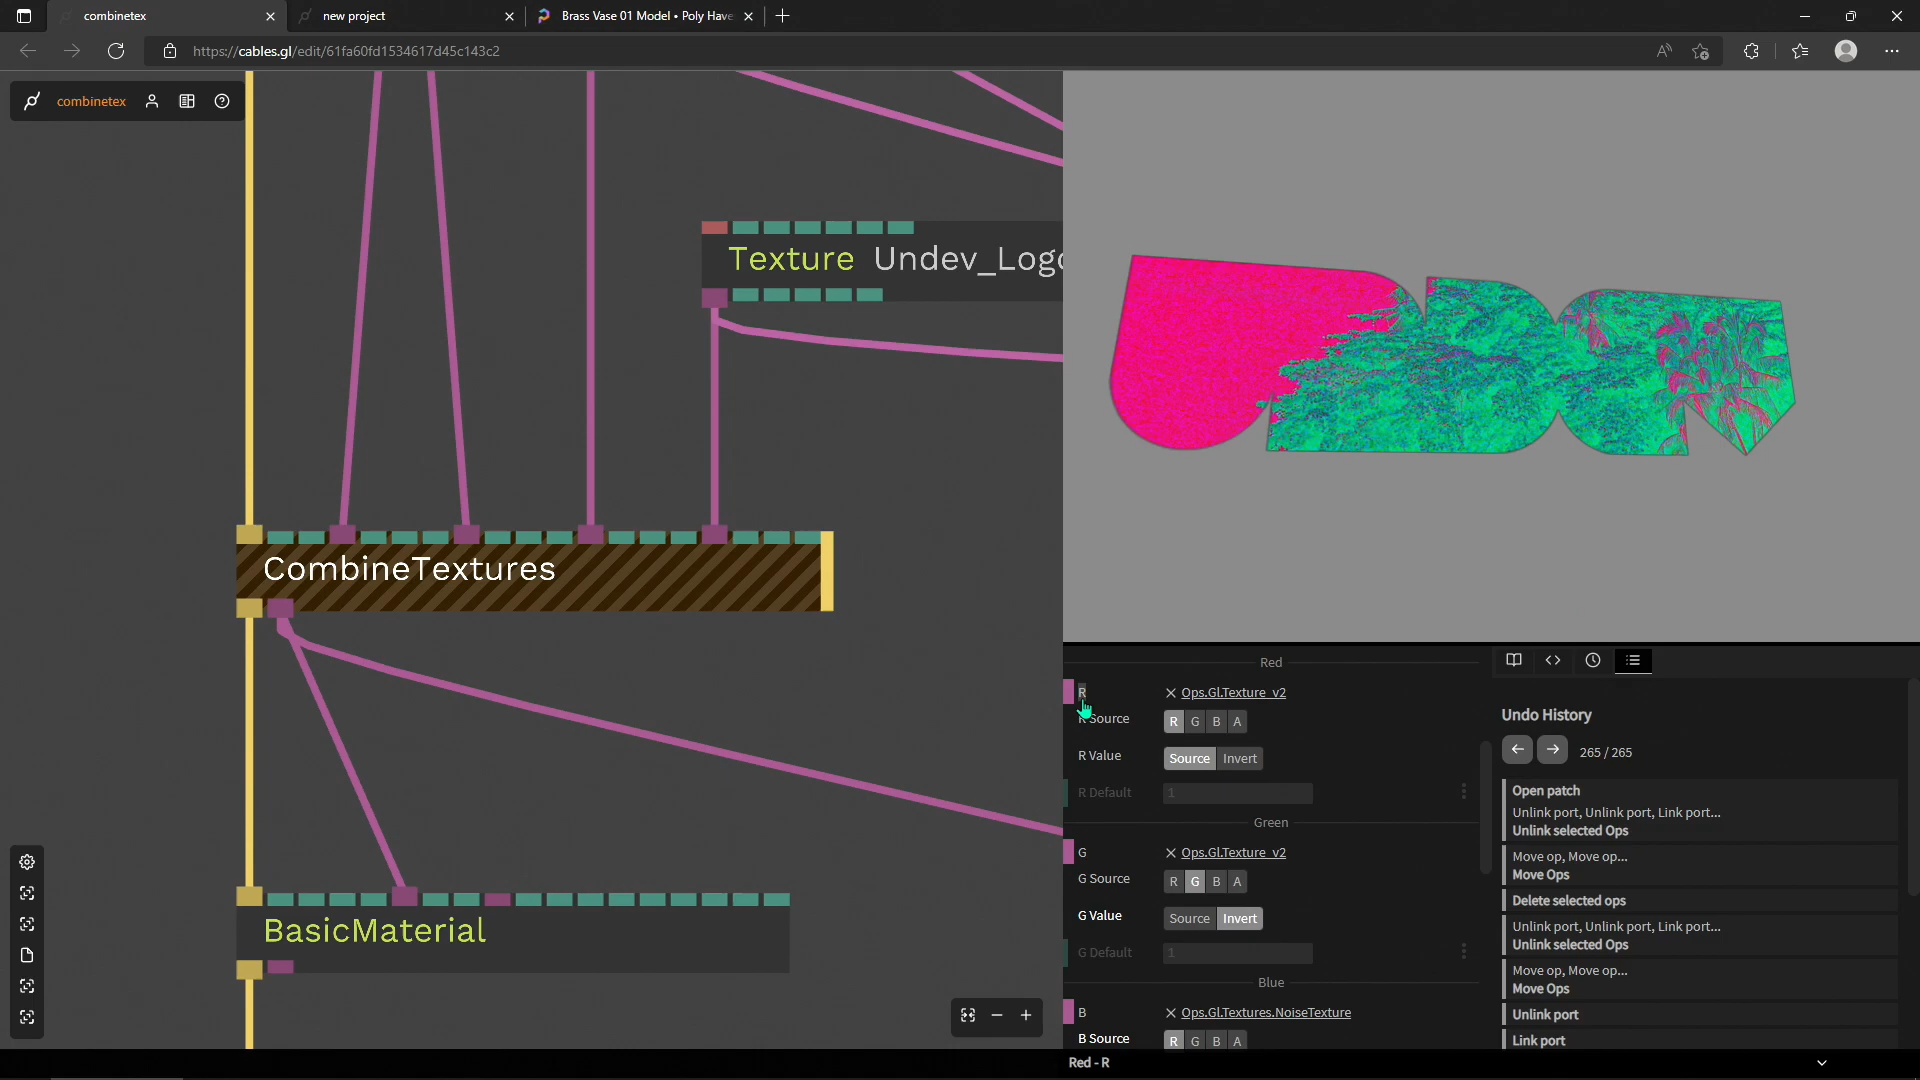 combinetex
new project
Brass Vase 01 Model • Poly Have
https://cables.gl/edit/61fa60fd1534617d45c143c2
combinetex
Texture Undev_Logo
CombineTextures
BasicMaterial
Red
R
Ops.Gl.Texture_v2
R Source
R G B A
R Value
Source Invert
R Default
1
Green
G
Ops.Gl.Texture_v2
G Source
R G B A
G Value
Source Invert
G Default
1
Blue
B
Ops.Gl.Textures.NoiseTexture
B Source
R G B A
Red - R
Undo History
265 / 265
Open patch
Unlink port, Unlink port, Link port...
Unlink selected Ops
Move op, Move op...
Move Ops
Delete selected ops
Unlink port, Unlink port, Link port...
Unlink selected Ops
Move op, Move op...
Move Ops
Unlink port
Link port